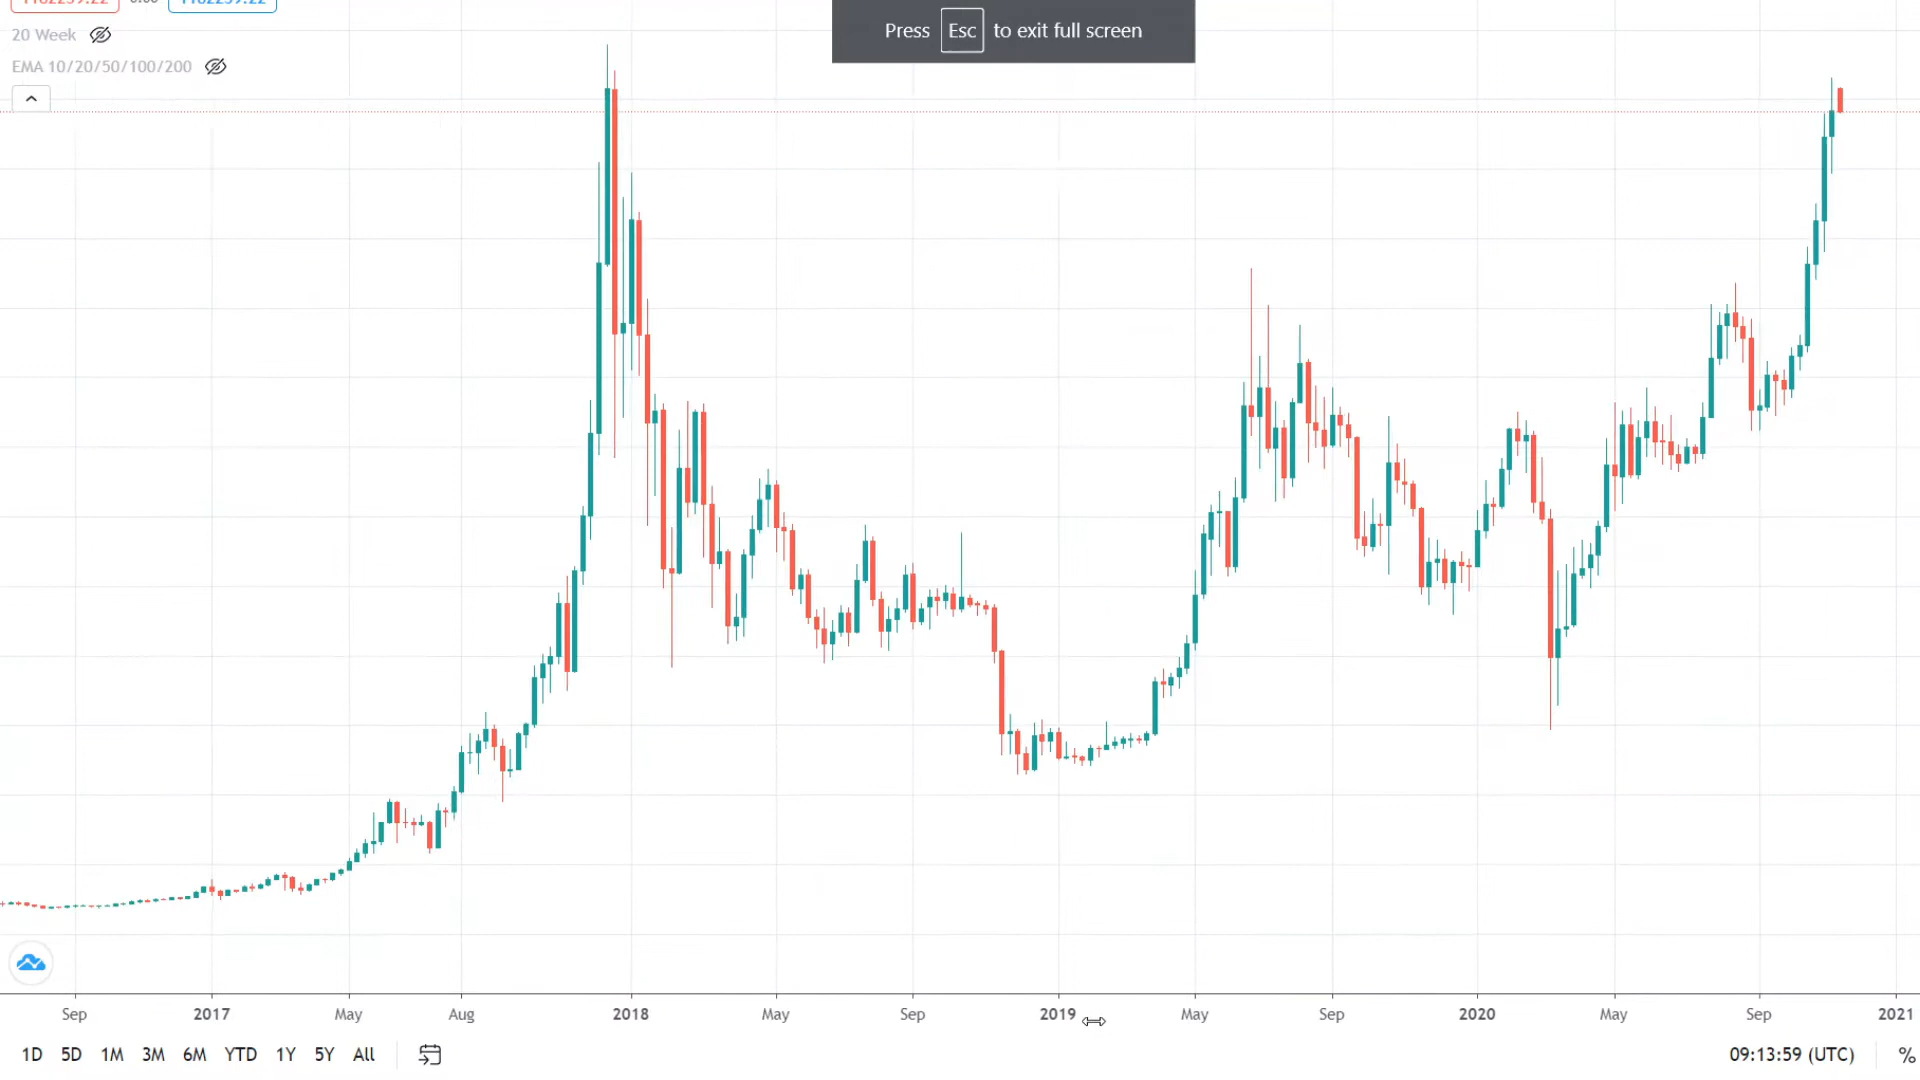 Press Esc to exit full screen
20 Week
EMA 10/20/50/100/200
Sep 2017 May Aug 2018 May Sep 2019 May Sep 2020 May Sep 2021
1D 5D 1M 3M 6M YTD 1Y 5Y All 09:13:59 (UTC) %